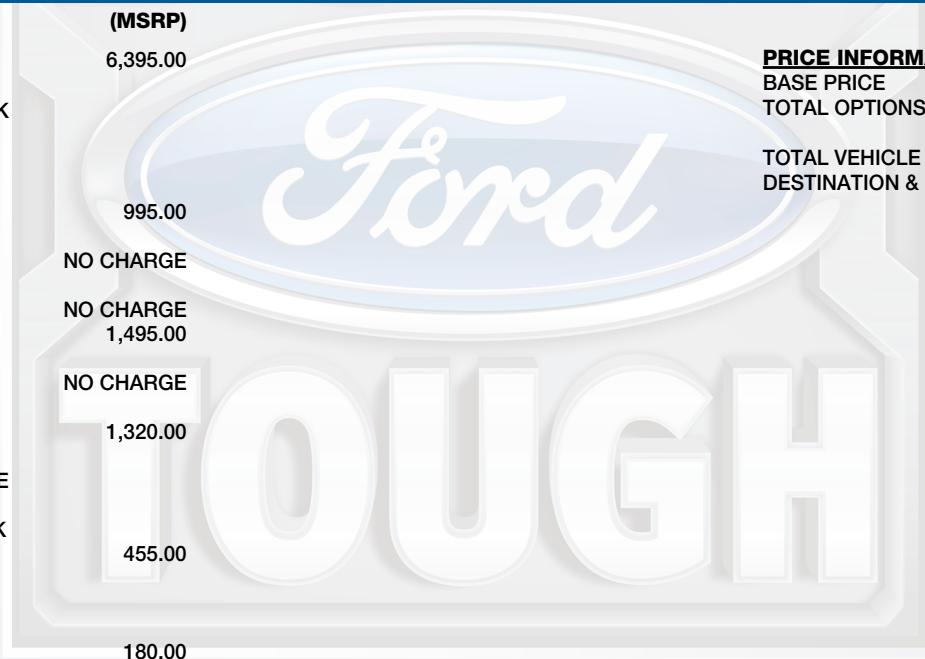 (MSRP)
6,395.00
K
995.00
NO CHARGE
NO CHARGE
1,495.00
NO CHARGE
1,320.00
E
K
455.00
180.00
PRICE INFORMA
BASE PRICE
TOTAL OPTIONS
TOTAL VEHICLE
DESTINATION &
Ford
TOUGH